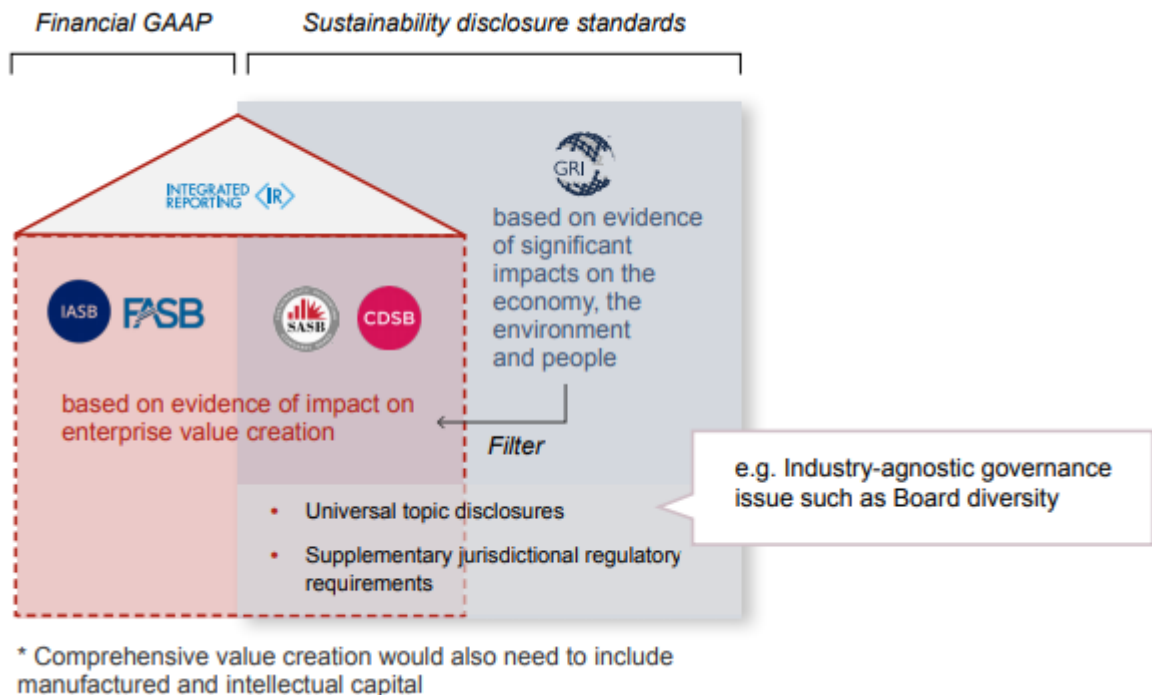 Financial GAAP
Sustainability disclosure standards
INTEGRATED
REPORTING
<IR>
GRI
based on evidence
of significant
impacts on the
economy, the
environment
and people
IASB
FASB
SASB
CDSB
based on evidence of impact on
enterprise value creation
Filter
e.g. Industry-agnostic governance
issue such as Board diversity
• Universal topic disclosures
• Supplementary jurisdictional regulatory
requirements
* Comprehensive value creation would also need to include
manufactured and intellectual capital